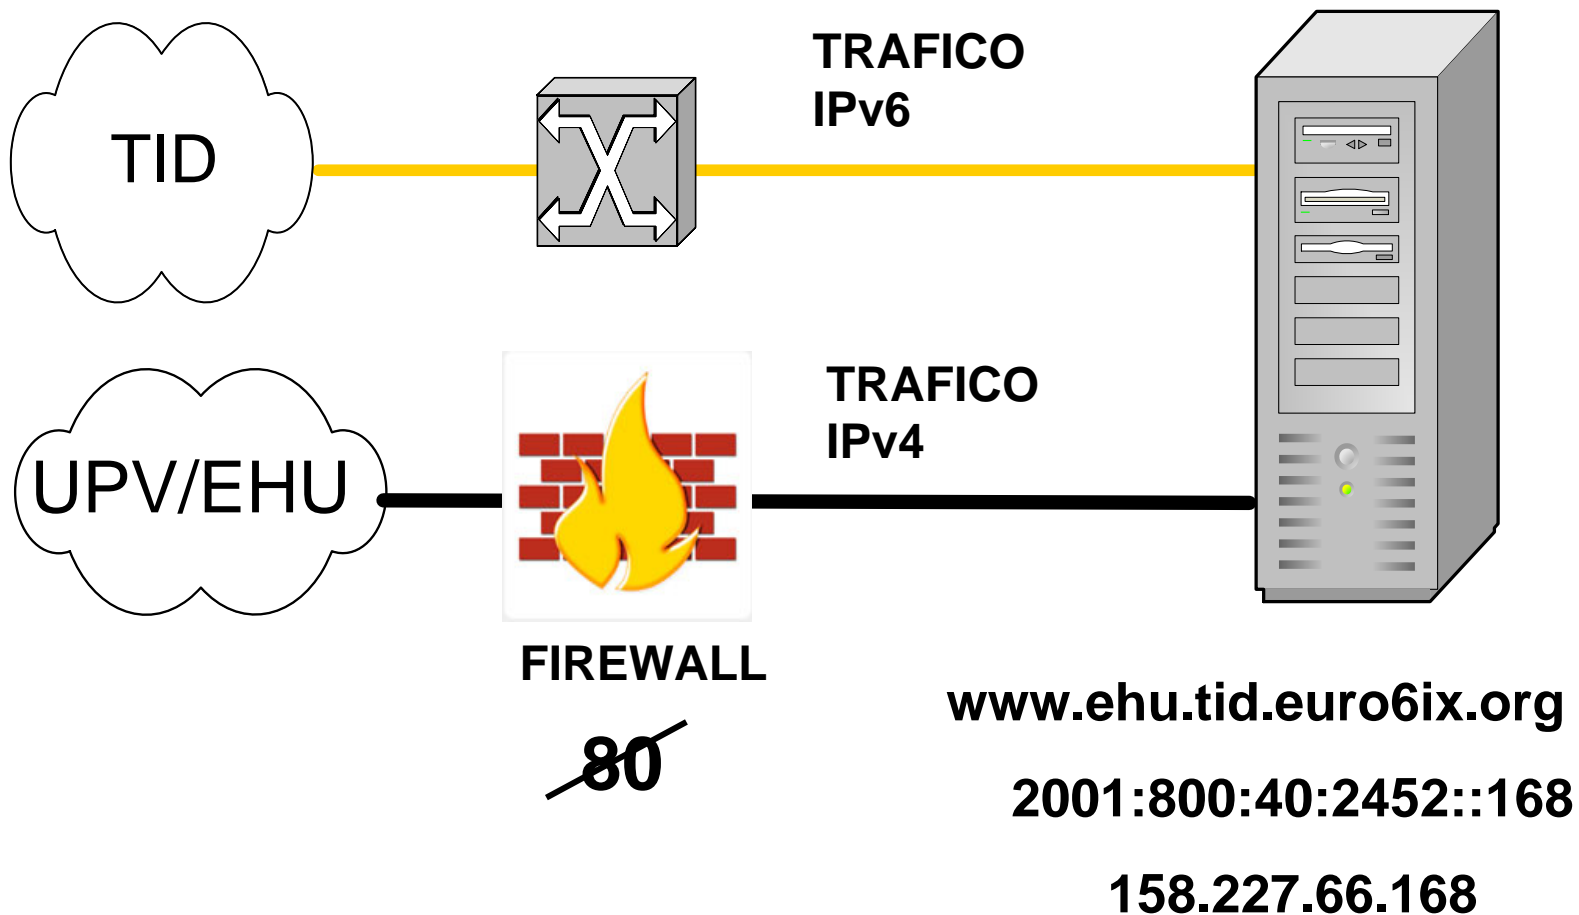 TRAFICO
IPv6
TID
TRAFICO
IPv4
UPV/EHU
FIREWALL
80
www.ehu.tid.euro6ix.org
2001:800:40:2452::168
158.227.66.168